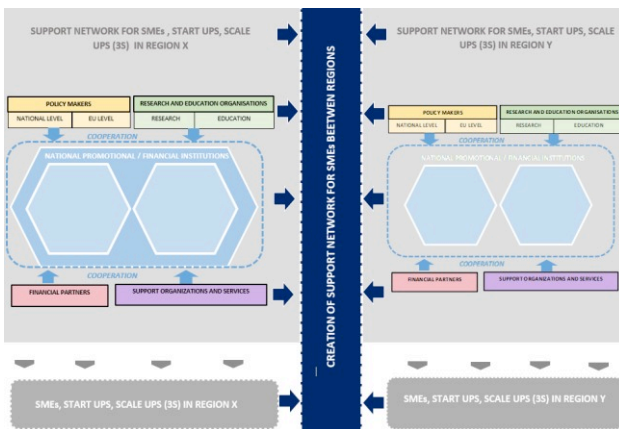 SUPPORT NETWORK FOR SMEs , START UPS, SCALE
UPS (3S) IN REGION X
POLICY MAKERS
NATIONAL LEVEL
EU LEVEL
RESEARCH AND EDUCATION ORGANISATIONS
RESEARCH
EDUCATION
COOPERATION
NATIONAL PROMOTIONAL / FINANCIAL INSTITUTIONS
COOPERATION
FINANCIAL PARTNERS
SUPPORT ORGANIZATIONS AND SERVICES
SMEs, START UPS, SCALE UPS (3S) IN REGION X
CREATION OF SUPPORT NETWORK FOR SMEs BEETWEN REGIONS
SUPPORT NETWORK FOR SMEs, START UPS, SCALE
UPS (3S) IN REGION Y
POLICY MAKERS
NATIONAL LEVEL
EU LEVEL
RESEARCH AND EDUCATION ORGANISATIONS
RESEARCH
EDUCATION
COOPERATION
NATIONAL PROMOTIONAL / FINANCIAL INSTITUTIONS
COOPERATION
FINANCIAL PARTNERS
SUPPORT ORGANIZATIONS AND SERVICES
SMEs, START UPS, SCALE UPS (3S) IN REGION Y